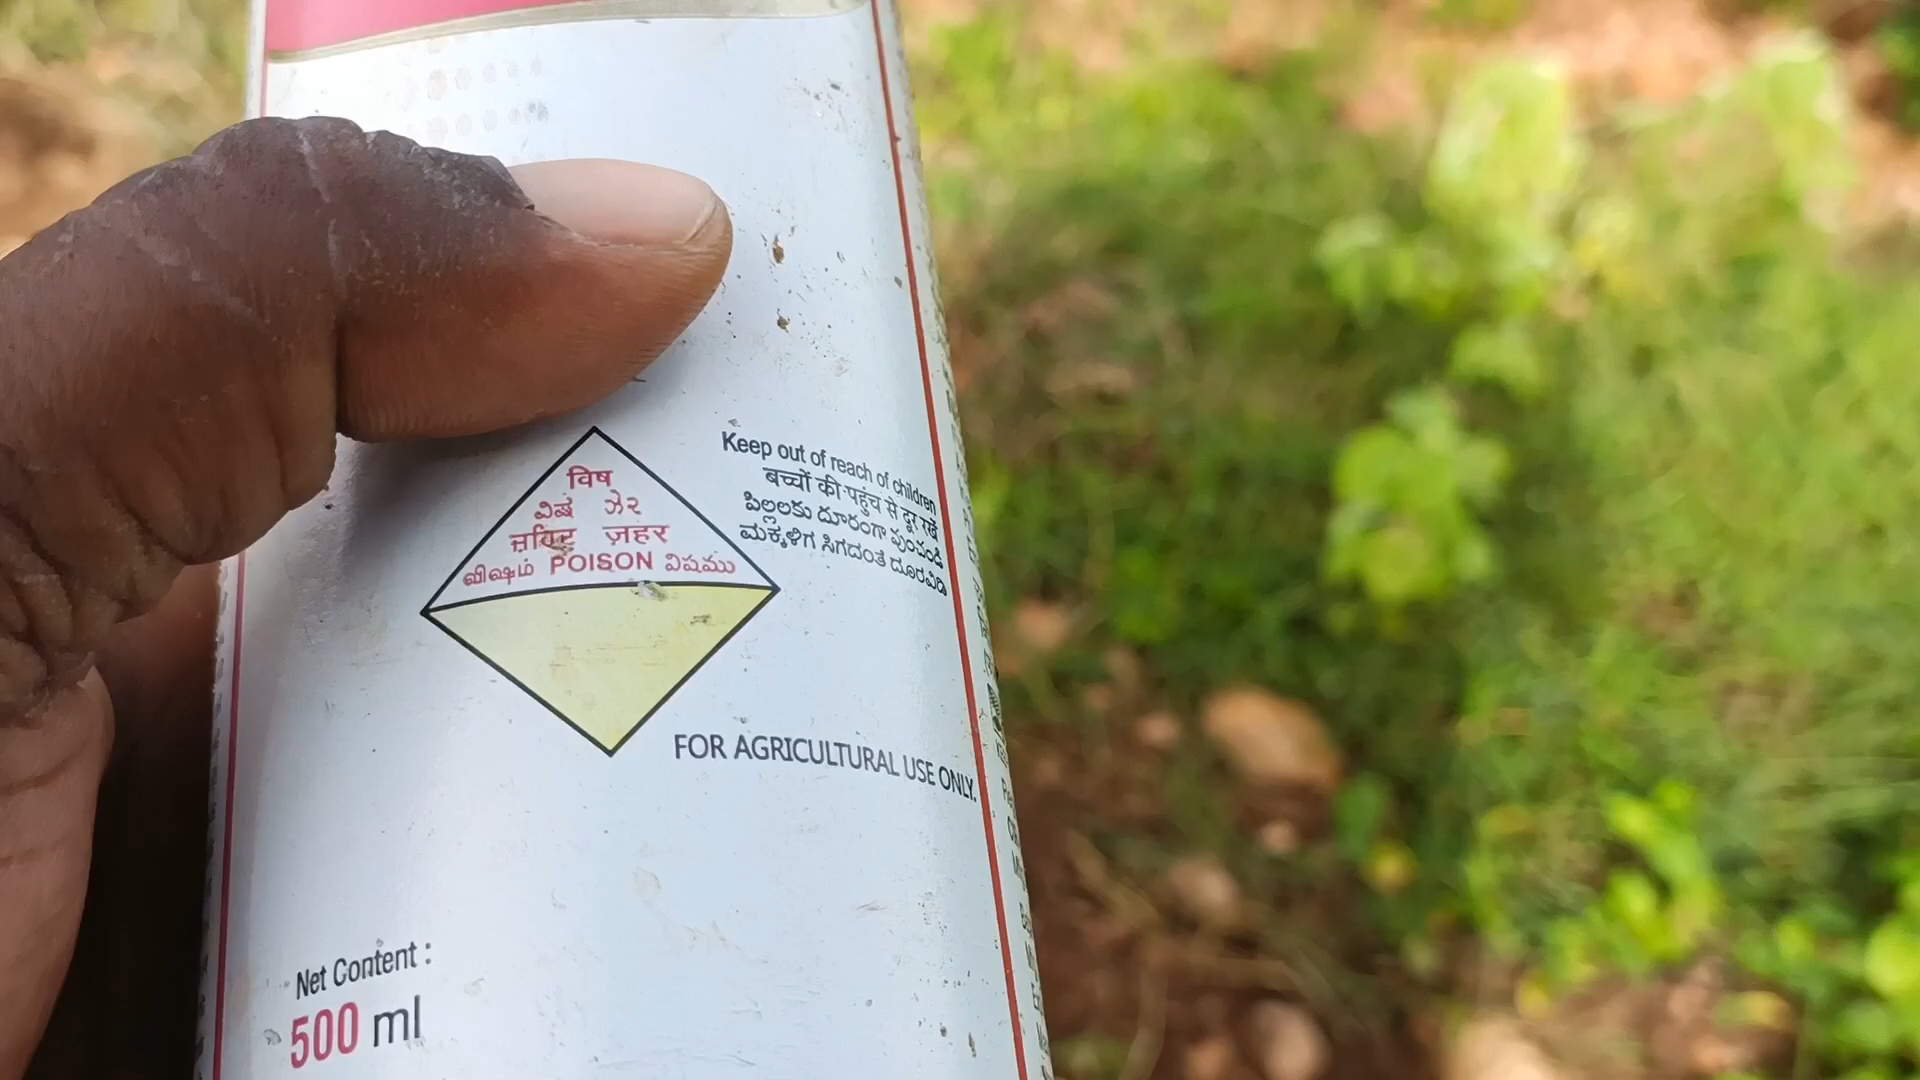 विष
విష ઝેર
ज़हर
விஷம் POISON విషము
Keep out of reach of children
बच्चों की पहुंच से दूर रखें
పిల్లలకు దూరంగా వుంచండి
ಮಕ್ಕಳಿಗೆ ಸಿಗದಂತೆ ದೂರವಿಡಿ
FOR AGRICULTURAL USE ONLY.
Net Content :
500 ml